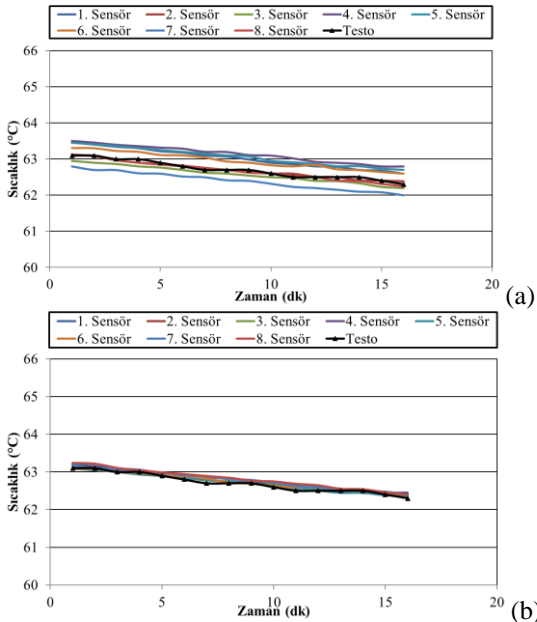 1. Sensör 2. Sensör 3. Sensör 4. Sensör 5. Sensör
6. Sensör 7. Sensör 8. Sensör Testo
66
65
64
63
62
61
60
0 5 10 15 20
Sıcaklık (°C)
Zaman (dk)
(a)
1. Sensör 2. Sensör 3. Sensör 4. Sensör 5. Sensör
6. Sensör 7. Sensör 8. Sensör Testo
66
65
64
63
62
61
60
0 5 10 15 20
Sıcaklık (°C)
Zaman (dk)
(b)